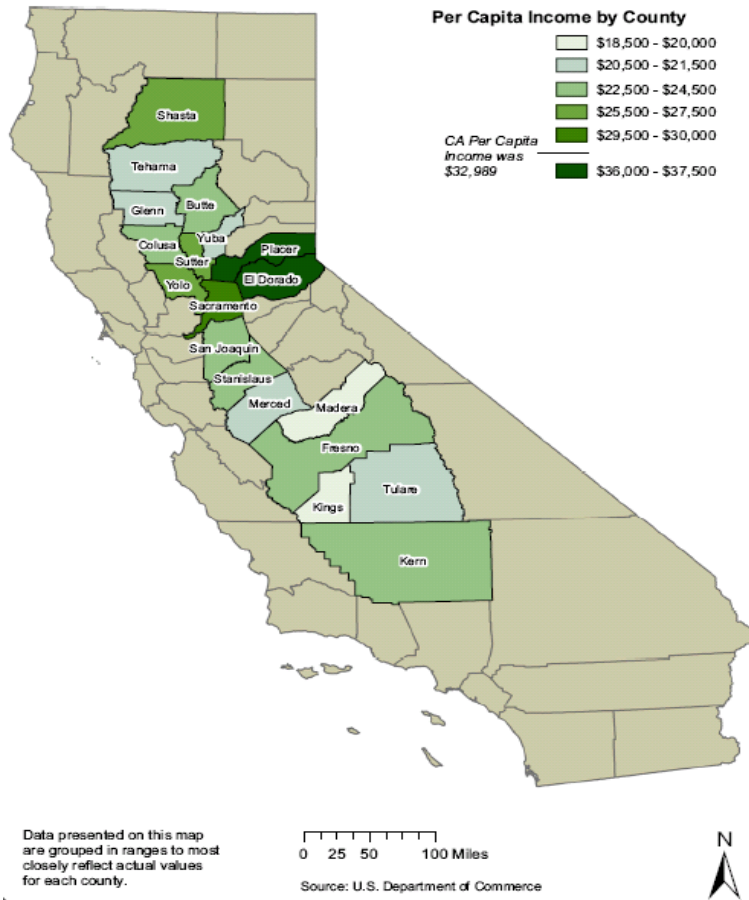 Per Capita Income by County
$18,500 - $20,000
$20,500 - $21,500
$22,500 - $24,500
$25,500 - $27,500
$29,500 - $30,000
CA Per Capita
Income was
$32,989
$36,000 - $37,500
Shasta
Tehama
Glenn
Butte
Colusa
Yuba
Sutter
Placer
Yolo
El Dorado
Sacramento
San Joaquin
Stanislaus
Merced
Madera
Fresno
Kings
Tulare
Kern
Data presented on this map
are grouped in ranges to most
closely reflect actual values
for each county.
0 25 50 100 Miles
Source: U.S. Department of Commerce
N